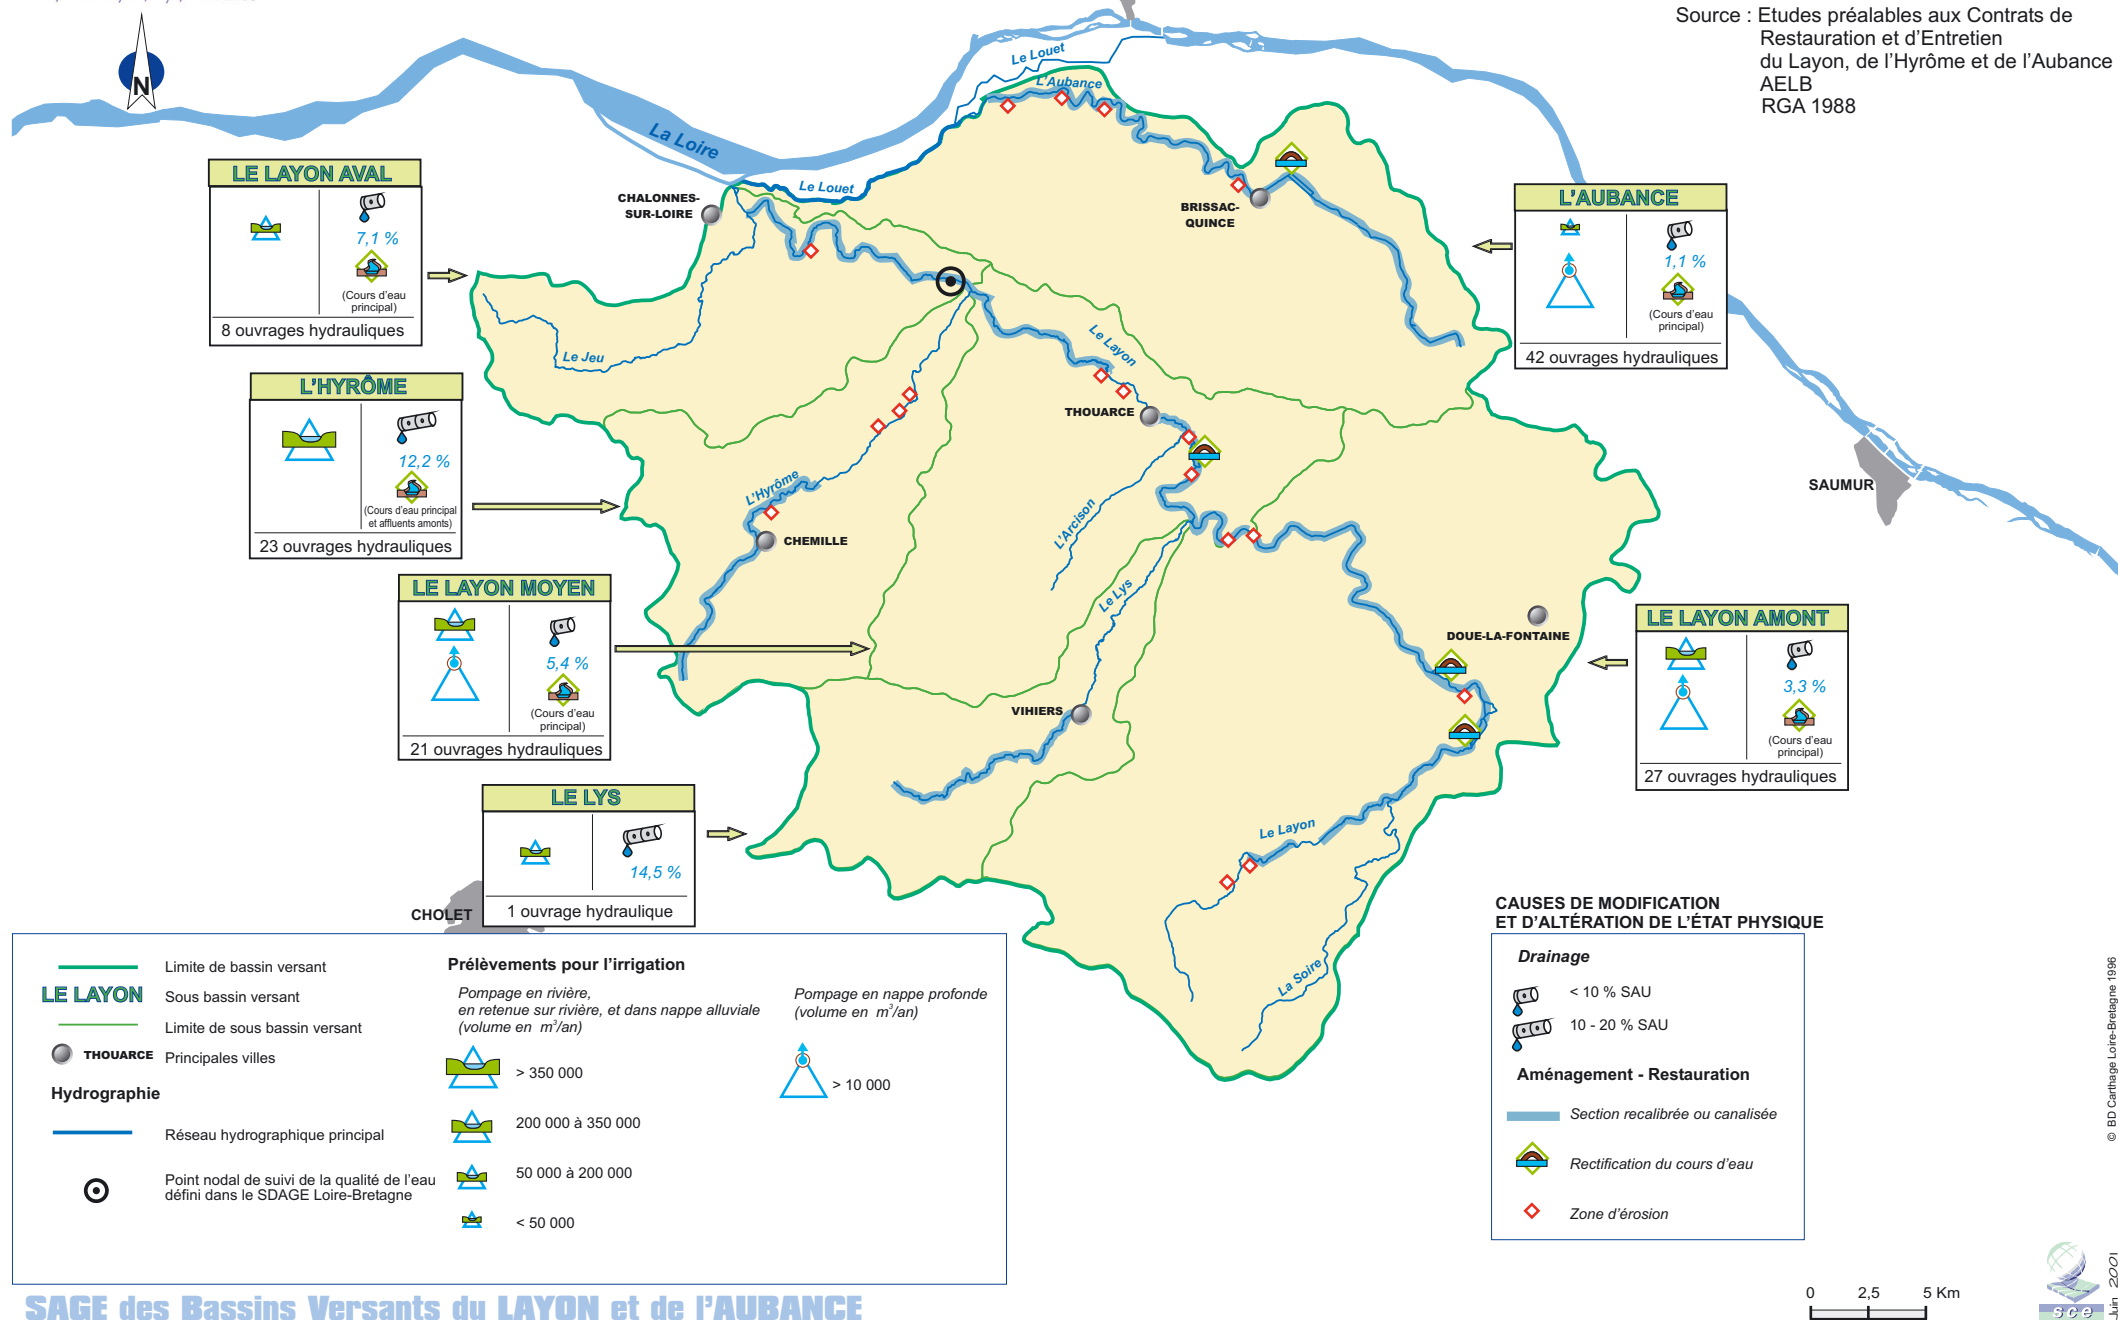 Source : Etudes préalables aux Contrats de
Restauration et d'Entretien
du Layon, de l'Hyrôme et de l'Aubance
AELB
RGA 1988
N
La Loire
Le Louet
L'Aubance
Le Louet
CHALONNES-
SUR-LOIRE
BRISSAC-
QUINCE
LE LAYON AVAL
7,1 %
(Cours d'eau
principal)
8 ouvrages hydrauliques
L'AUBANCE
1,1 %
(Cours d'eau
principal)
42 ouvrages hydrauliques
Le Jeu
Le Layon
L'HYRÔME
12,2 %
(Cours d'eau principal
et affluents amonts)
23 ouvrages hydrauliques
THOUARCE
L'Hyrôme
L'Arcison
CHEMILLE
SAUMUR
LE LAYON MOYEN
5,4 %
(Cours d'eau
principal)
21 ouvrages hydrauliques
Le Lys
DOUE-LA-FONTAINE
LE LAYON AMONT
3,3 %
(Cours d'eau
principal)
27 ouvrages hydrauliques
VIHIERS
LE LYS
14,5 %
1 ouvrage hydraulique
Le Layon
La Soire
CHOLET
Limite de bassin versant
LE LAYON
Sous bassin versant
Limite de sous bassin versant
THOUARCE
Principales villes
Hydrographie
Réseau hydrographique principal
Point nodal de suivi de la qualité de l'eau
défini dans le SDAGE Loire-Bretagne
Prélèvements pour l'irrigation
Pompage en rivière,
en retenue sur rivière, et dans nappe alluviale
(volume en m³/an)
> 350 000
200 000 à 350 000
50 000 à 200 000
< 50 000
Pompage en nappe profonde
(volume en m³/an)
> 10 000
CAUSES DE MODIFICATION
ET D'ALTÉRATION DE L'ÉTAT PHYSIQUE
Drainage
< 10 % SAU
10 - 20 % SAU
Aménagement - Restauration
Section recalibrée ou canalisée
Rectification du cours d'eau
Zone d'érosion
© BD Carthage Loire-Bretagne 1996
0 2,5 5 Km
sce
Juin 2001
SAGE des Bassins Versants du LAYON et de l'AUBANCE